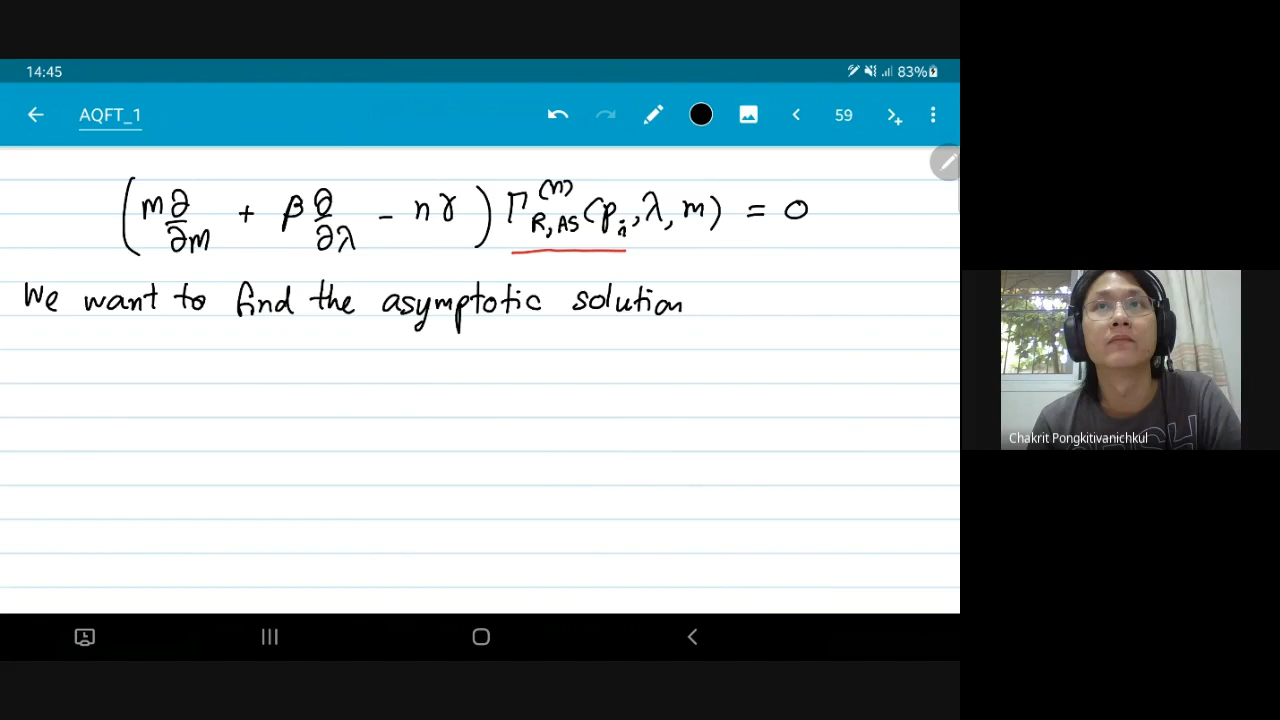 14:45
83%
AQFT_1
59
(m ∂/∂m + β ∂/∂λ - nγ) Γ^(n)_R,AS (p_i, λ, m) = 0
We want to find the asymptotic solution
Chakrit Pongkitivanichkul